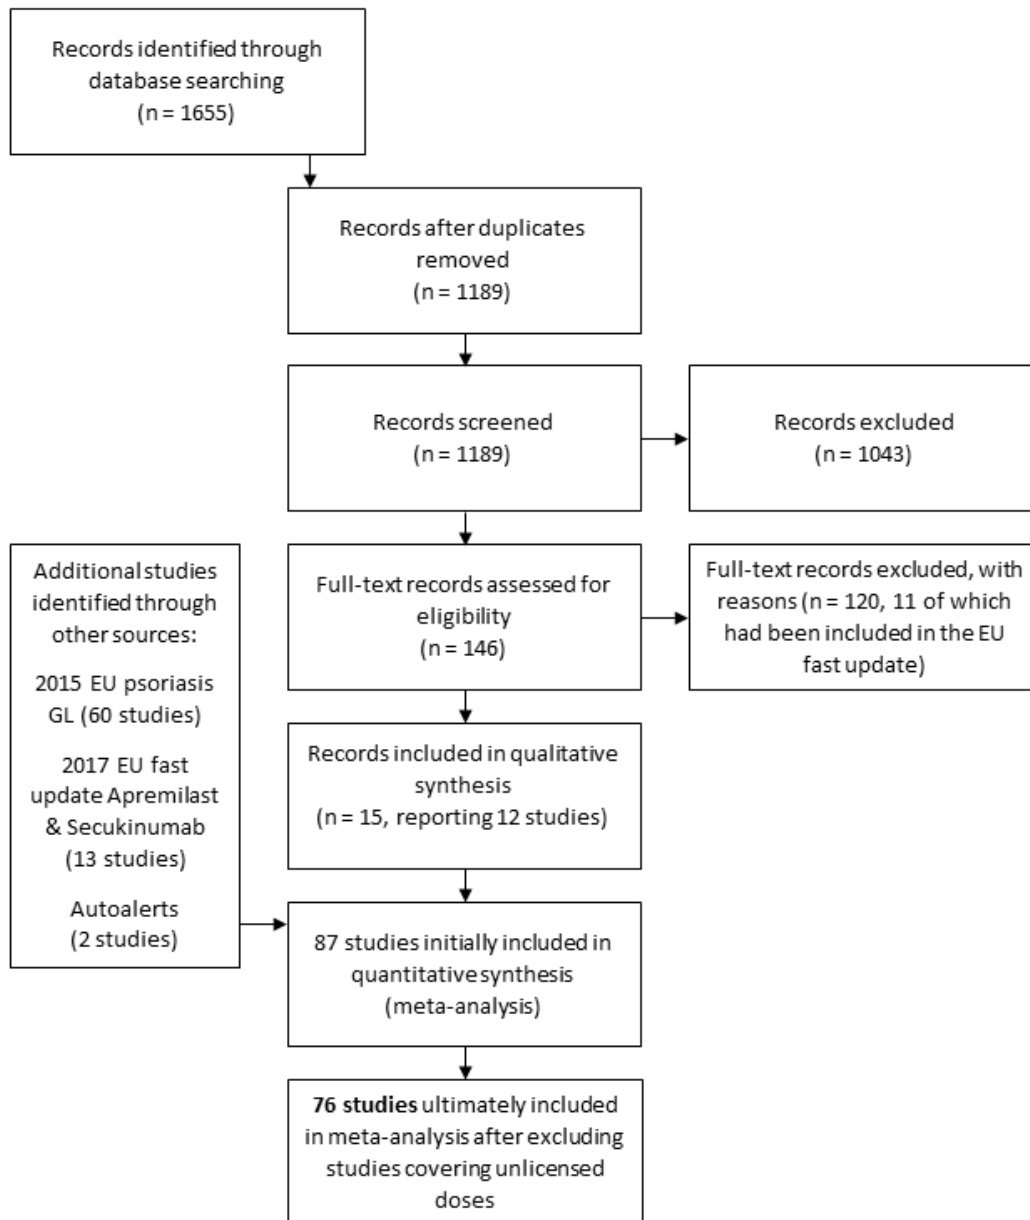 Records identified through
database searching
(n = 1655)
Records after duplicates
removed
(n = 1189)
Records screened
(n = 1189)
Records excluded
(n = 1043)
Full-text records assessed for
eligibility
(n = 146)
Full-text records excluded, with
reasons (n = 120, 11 of which
had been included in the EU
fast update)
Additional studies
identified through
other sources:
2015 EU psoriasis
GL (60 studies)
2017 EU fast
update Apremilast
& Secukinumab
(13 studies)
Autoalerts
(2 studies)
Records included in qualitative
synthesis
(n = 15, reporting 12 studies)
87 studies initially included in
quantitative synthesis
(meta-analysis)
76 studies ultimately included
in meta-analysis after excluding
studies covering unlicensed
doses